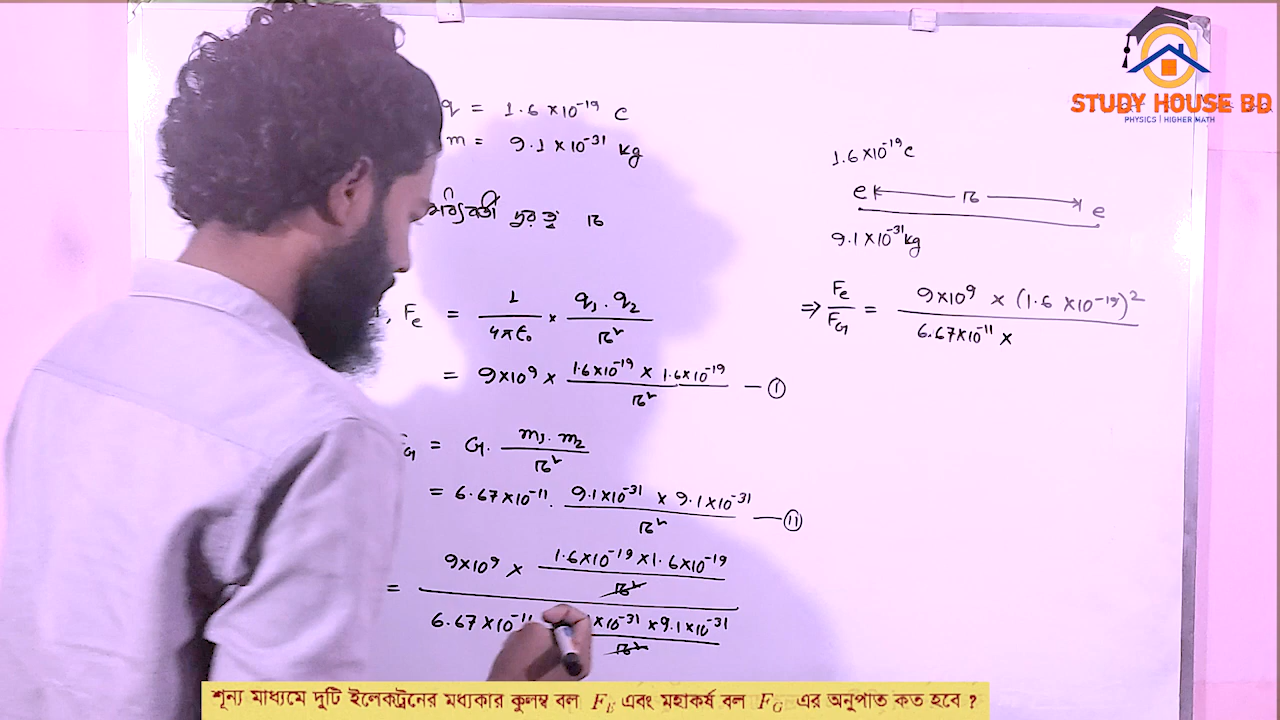 STUDY HOUSE BD
PHYSICS | HIGHER MATH
q = 1.6 × 10⁻¹⁹ C
m = 9.1 × 10⁻³¹ kg
দূরত্ব r
Fe = 1/4πε₀ × q₁ . q₂/r²
= 9×10⁹ × 1.6×10⁻¹⁹ × 1.6×10⁻¹⁹/r² — (I)
G = G. m₁. m₂/r²
= 6.67×10⁻¹¹ . 9.1×10⁻³¹ × 9.1×10⁻³¹/r² — (II)
= 9×10⁹ × 1.6×10⁻¹⁹ × 1.6×10⁻¹⁹/r²
6.67×10⁻¹¹ ×10⁻³¹ × 9.1×10⁻³¹/r²
1.6×10⁻¹⁹C
e r e
9.1×10⁻³¹kg
⇒ Fe/FG = 9×10⁹ × (1.6 ×10⁻¹⁹)²/6.67×10⁻¹¹ ×
শূন্য মাধ্যমে দুটি ইলেকট্রনের মধ্যকার কুলম্ব বল F_E এবং মহাকর্ষ বল F_G এর অনুপাত কত হবে ?